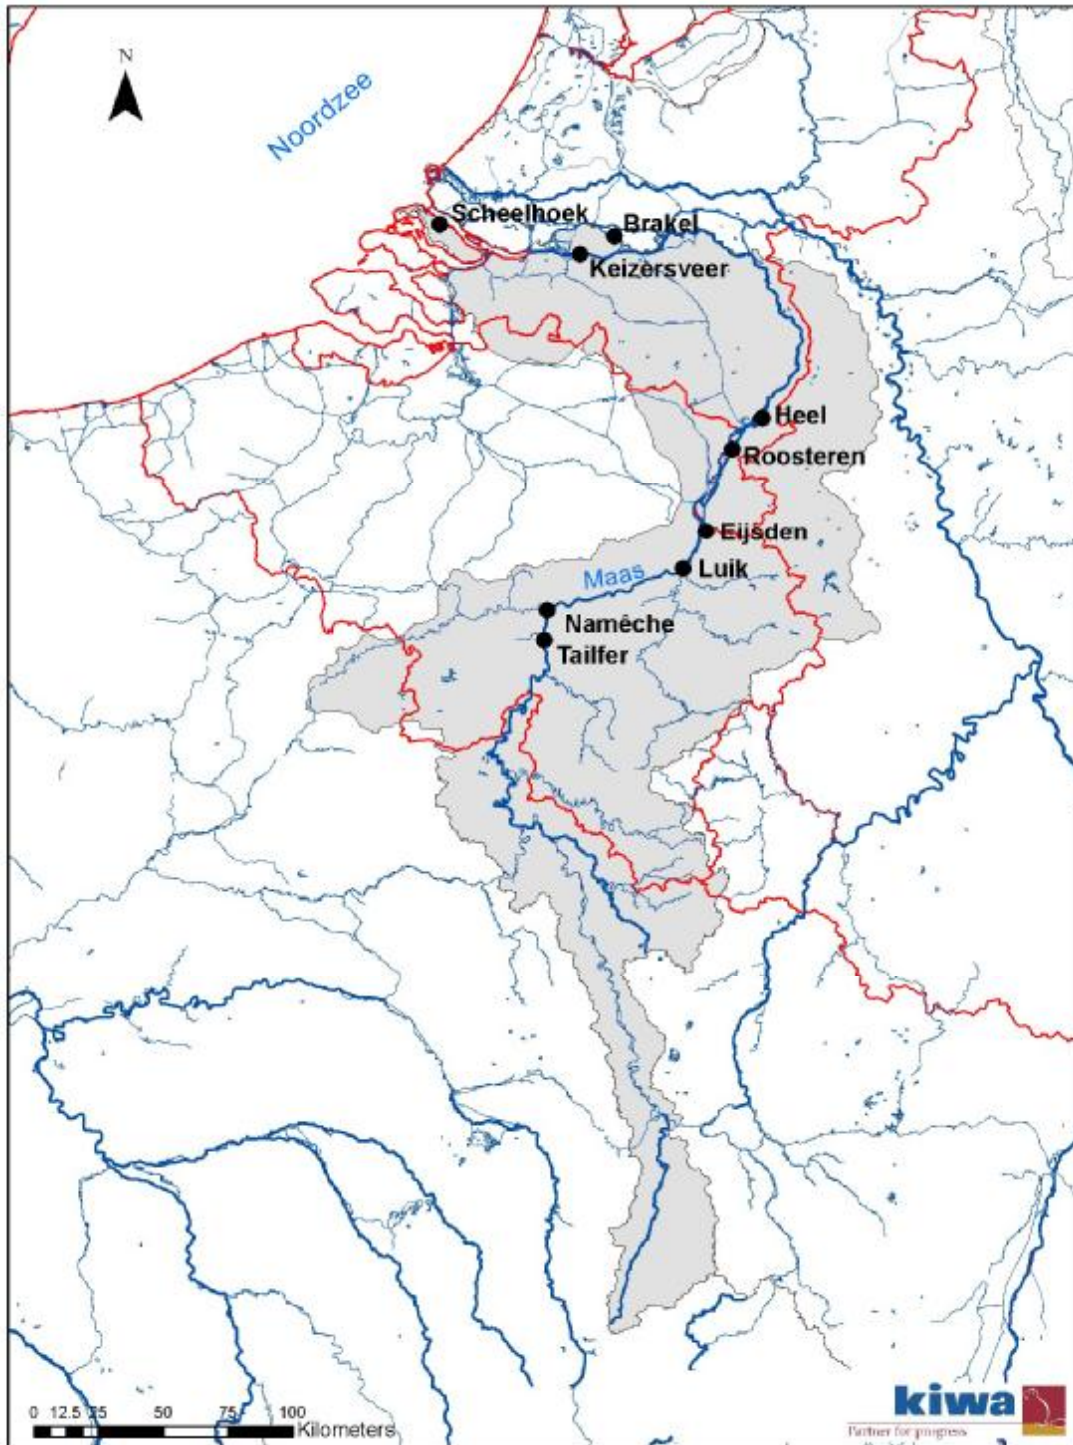 N
Noordzee
Scheelhoek
Brakel
Keizersveer
Heel
Roosteren
Eijsden
Maas
Luik
Namêche
Tailfer
0 12.5 25 50 75 100
Kilometers
kiwa
Partner for progress